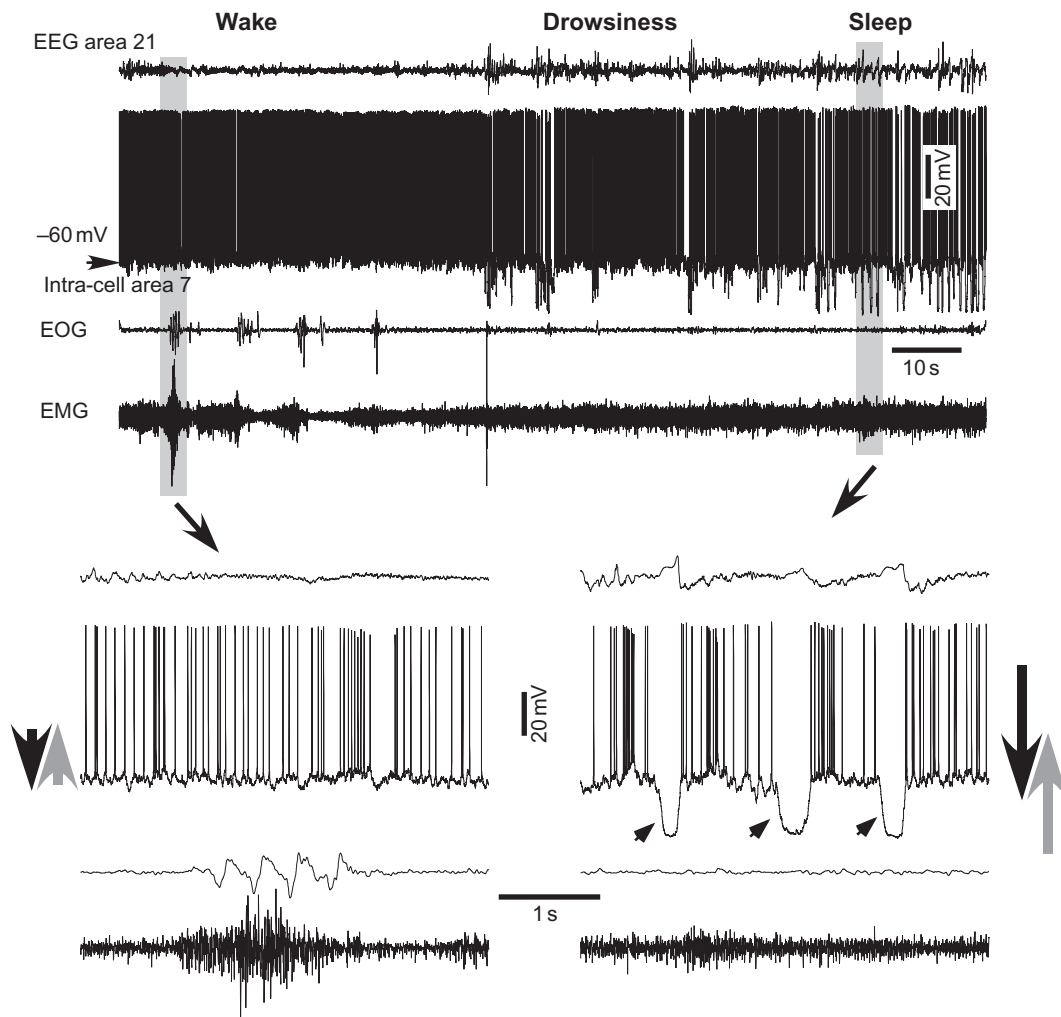 Wake
Drowsiness
Sleep
EEG area 21
20 mV
–60 mV
Intra-cell area 7
EOG
10 s
EMG
20 mV
1 s